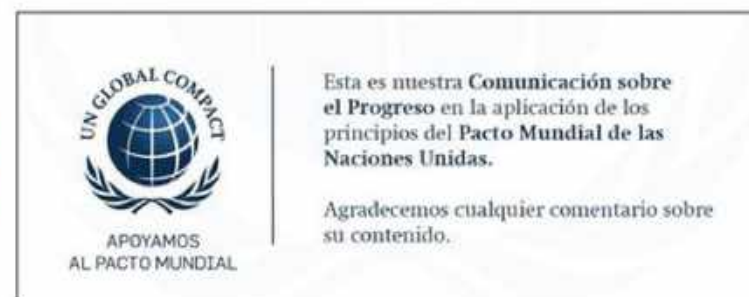 UN GLOBAL COMPACT
APOYAMOS
AL PACTO MUNDIAL
Esta es nuestra Comunicación sobre
el Progreso en la aplicación de los
principios del Pacto Mundial de las
Naciones Unidas.
Agradecemos cualquier comentario sobre
su contenido.